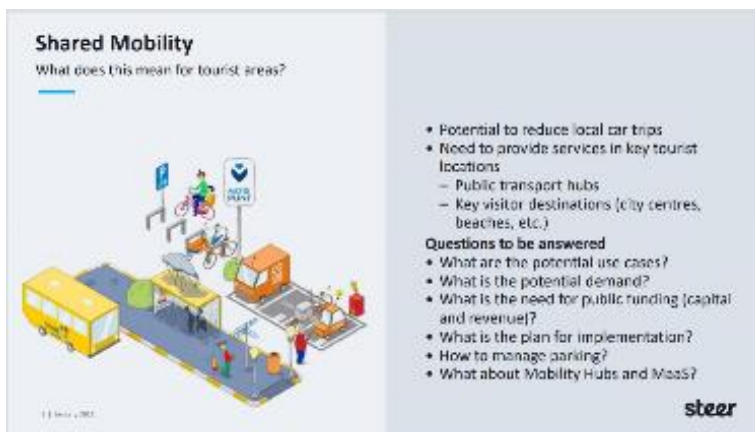 Shared Mobility
What does this mean for tourist areas?
PUNT
• Potential to reduce local car trips
• Need to provide services in key tourist
locations
– Public transport hubs
– Key visitor destinations (city centres,
beaches, etc.)
Questions to be answered
• What are the potential use cases?
• What is the potential demand?
• What is the need for public funding (capital
and revenue)?
• What is the plan for implementation?
• How to manage parking?
• What about Mobility Hubs and MaaS?
steer